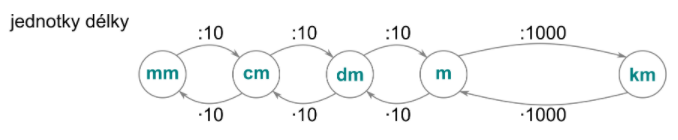 jednotky délky
:10 :10 :10 :1000
mm cm dm m km
·10 ·10 ·10 ·1000